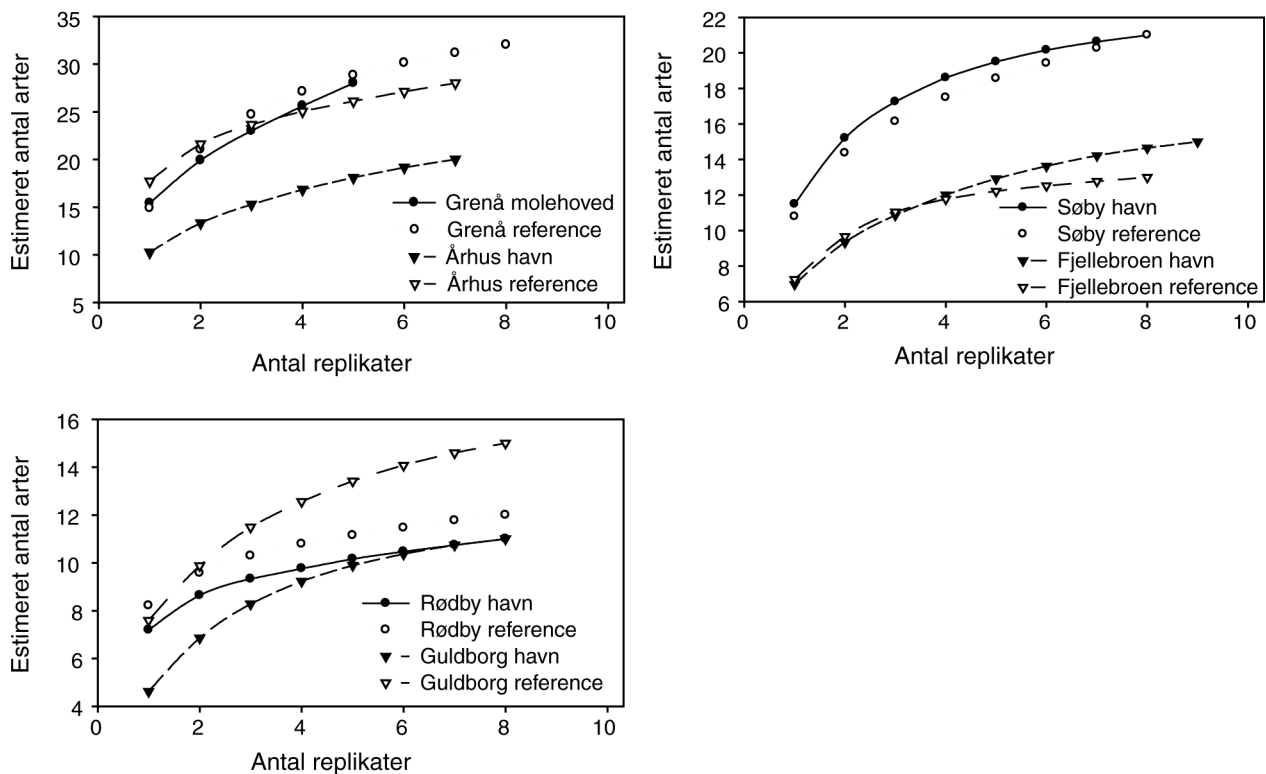 Estimeret antal arter
35
30
25
20
15
10
5
0
2
4
6
8
10
Antal replikater
Grenå molehoved
Grenå reference
Århus havn
Århus reference
Estimeret antal arter
22
20
18
16
14
12
10
8
6
0
2
4
6
8
10
Antal replikater
Søby havn
Søby reference
Fjellebroen havn
Fjellebroen reference
Estimeret antal arter
16
14
12
10
8
6
4
0
2
4
6
8
10
Antal replikater
Rødby havn
Rødby reference
Guldborg havn
Guldborg reference